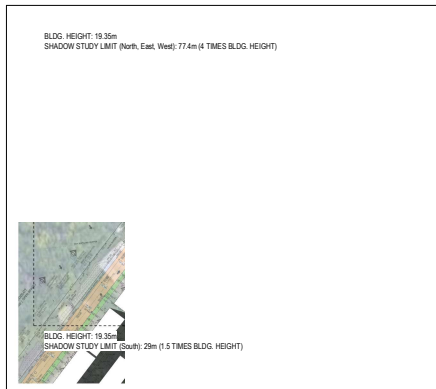 BLDG. HEIGHT: 19.35m
SHADOW STUDY LIMIT (North, East, West): 77.4m (4 TIMES BLDG. HEIGHT)
BLDG. HEIGHT: 19.35m
SHADOW STUDY LIMIT (South): 29m (1.5 TIMES BLDG. HEIGHT)